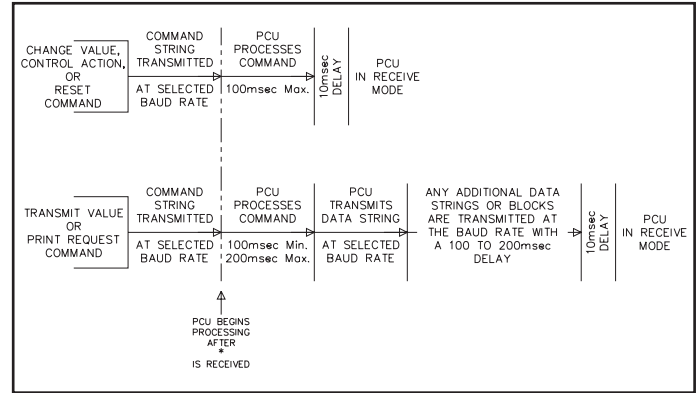 CHANGE VALUE,
CONTROL ACTION,
OR
RESET
COMMAND
COMMAND
STRING
TRANSMITTED
AT SELECTED
BAUD RATE
PCU
PROCESSES
COMMAND
100msec Max.
10msec
DELAY
PCU
IN RECEIVE
MODE
TRANSMIT VALUE
OR
PRINT REQUEST
COMMAND
COMMAND
STRING
TRANSMITTED
AT SELECTED
BAUD RATE
PCU
PROCESSES
COMMAND
100msec Min.
200msec Max.
PCU
TRANSMITS
DATA STRING
AT SELECTED
BAUD RATE
ANY ADDITIONAL DATA
STRINGS OR BLOCKS
ARE TRANSMITTED AT
THE BAUD RATE WITH
A 100 TO 200msec
DELAY
10msec
DELAY
PCU
IN RECEIVE
MODE
PCU BEGINS
PROCESSING
AFTER
*
IS RECEIVED